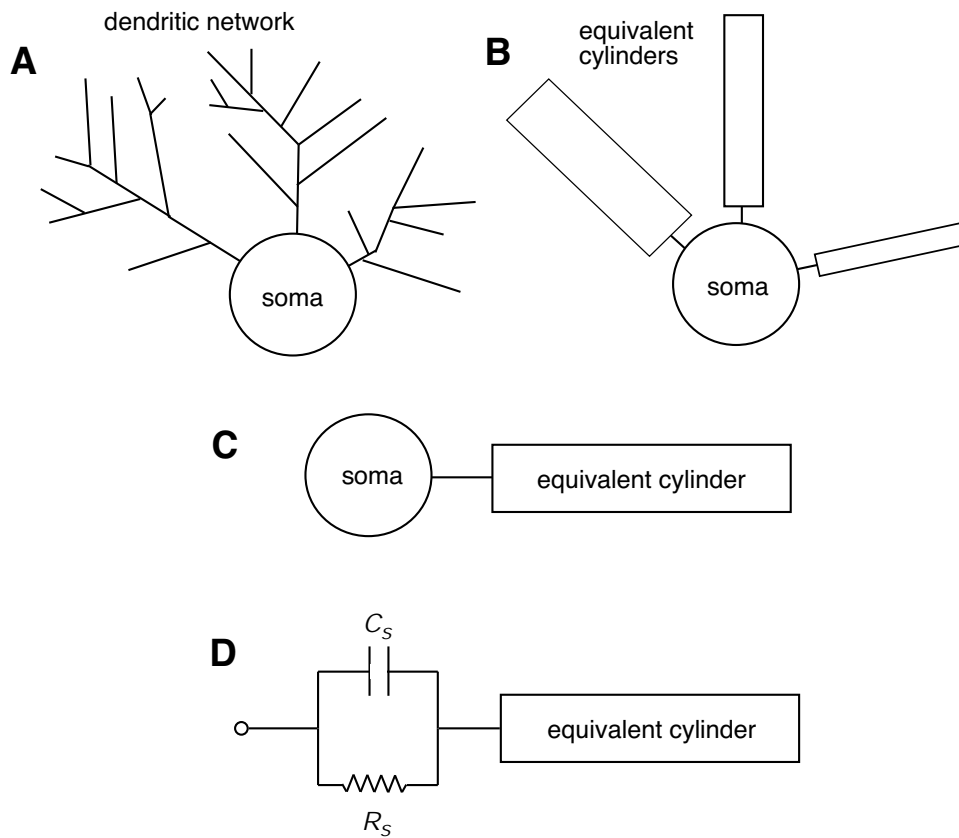 dendritic network
A
B
equivalent
cylinders
soma
soma
C
soma
equivalent cylinder
D
C_s
equivalent cylinder
R_s